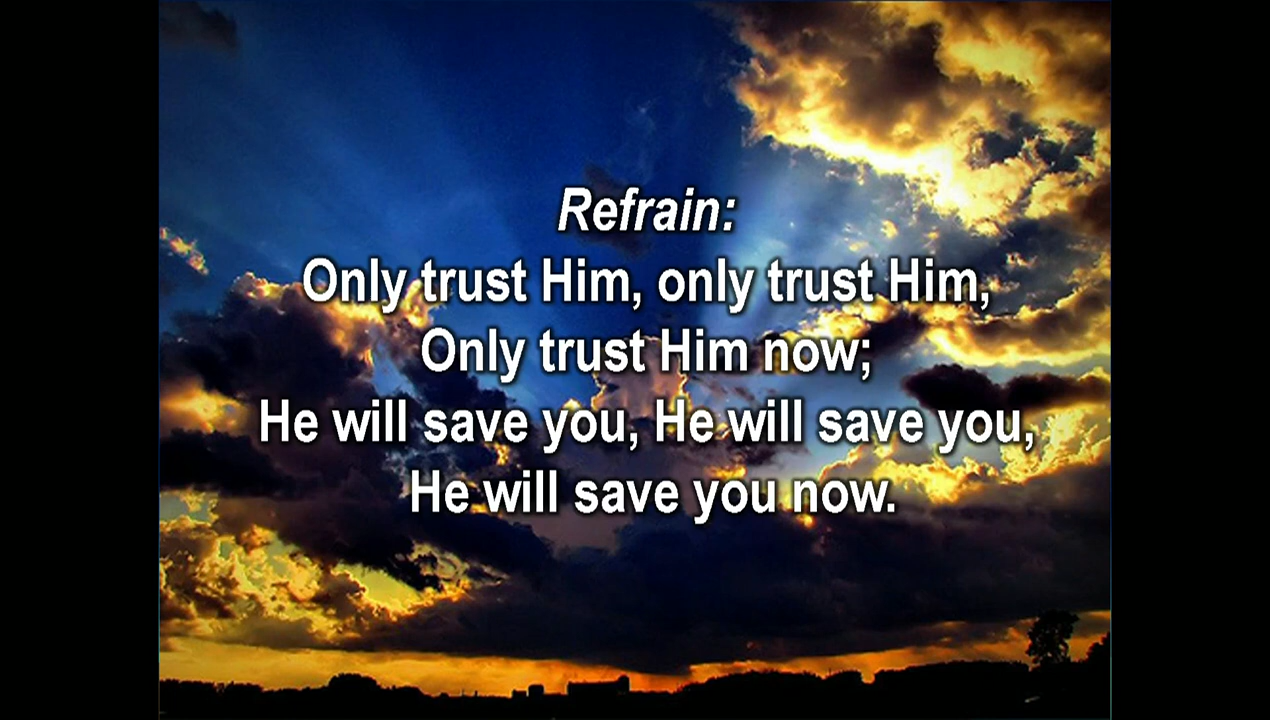 Refrain:
Only trust Him, only trust Him,
Only trust Him now;
He will save you, He will save you,
He will save you now.